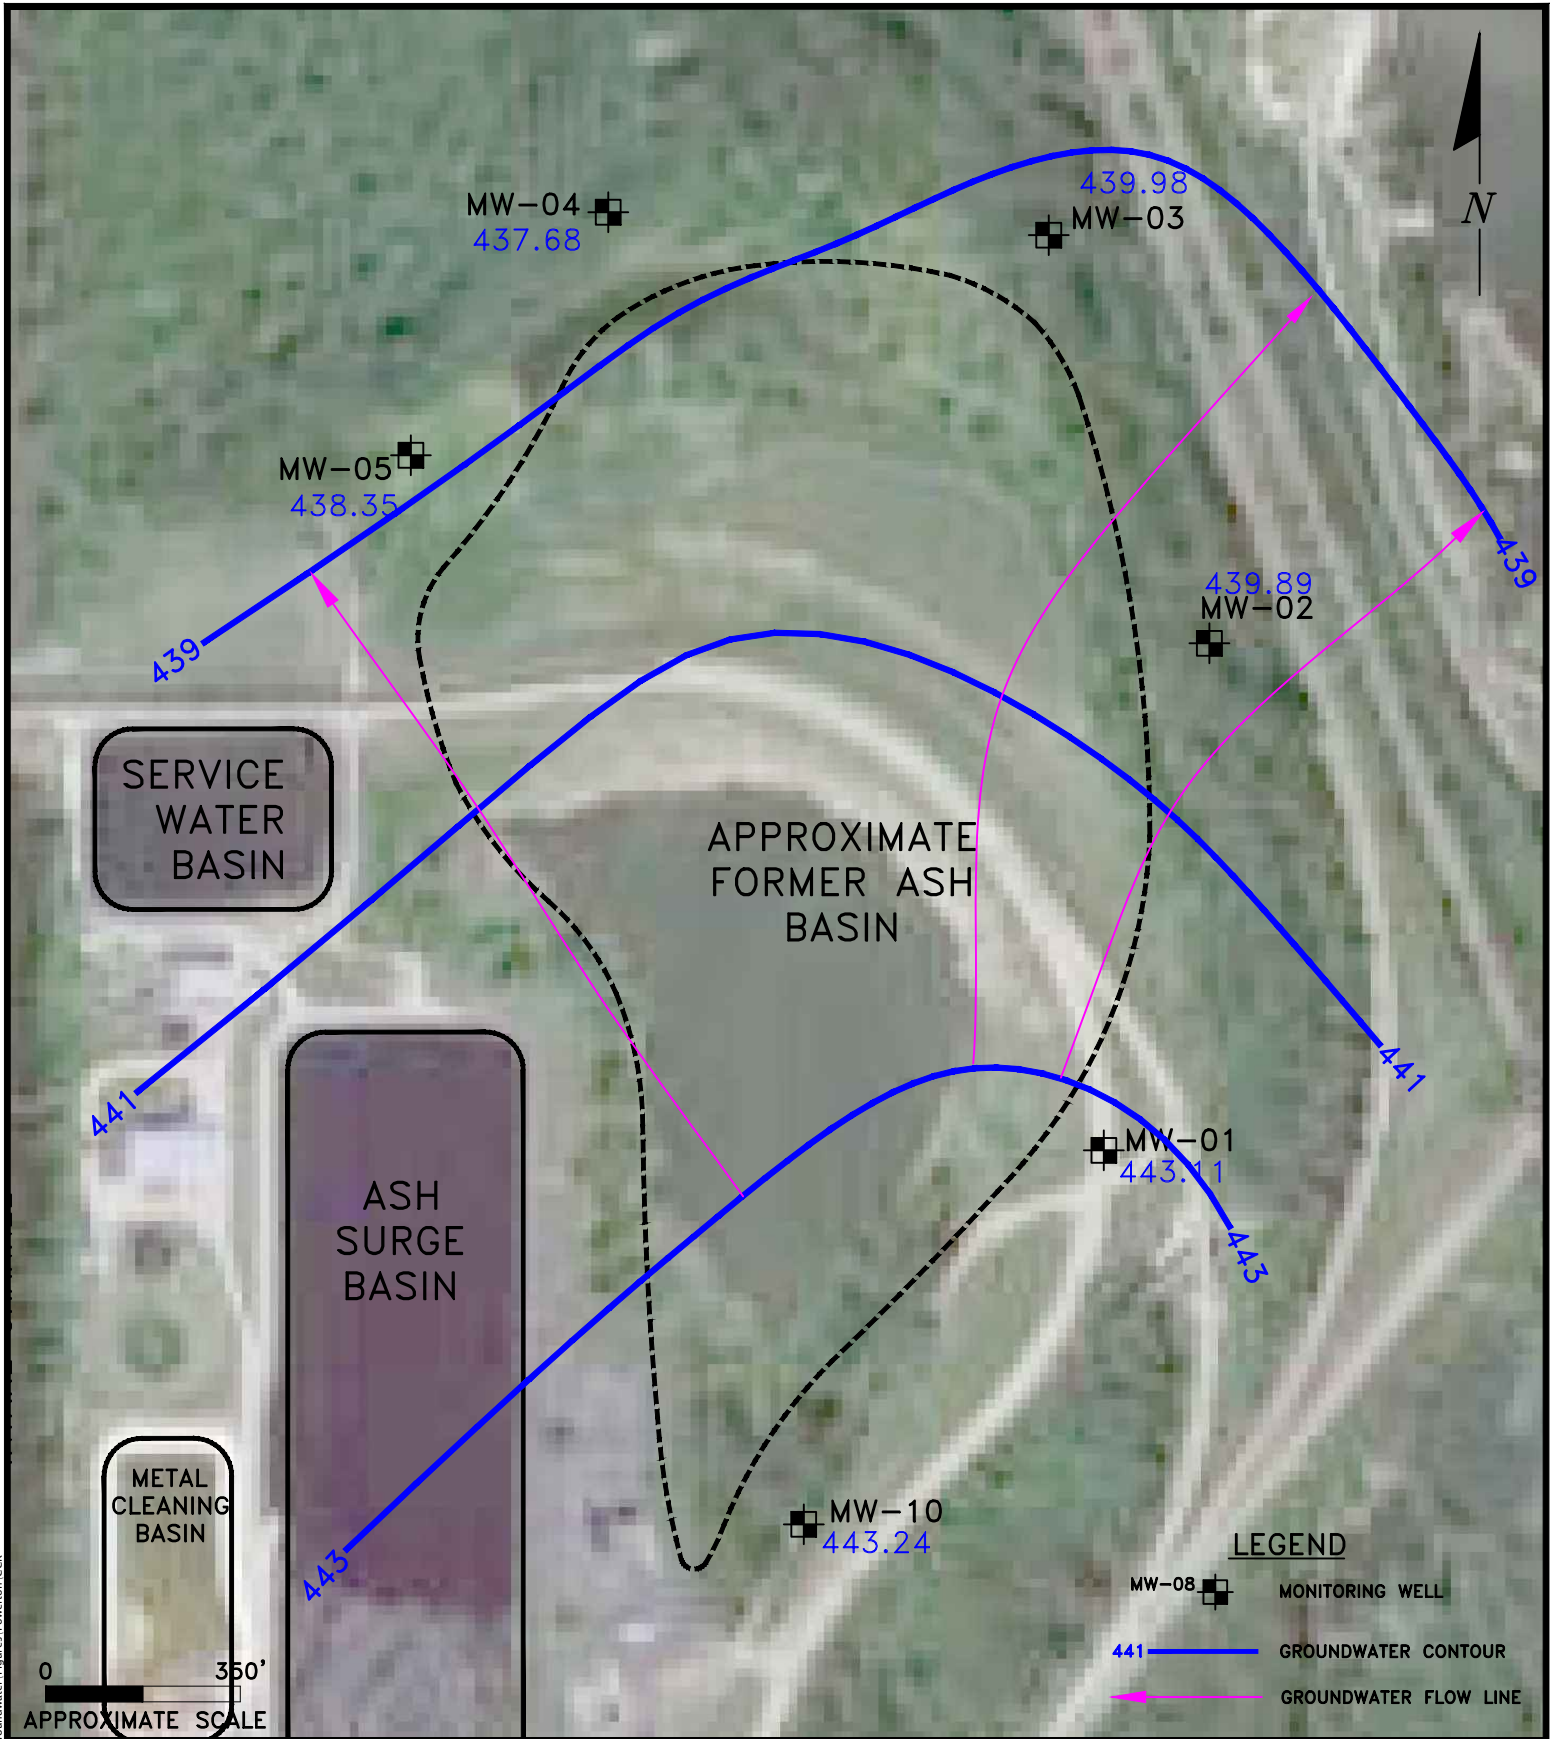 439.98
MW-03
MW-04
437.68
N
MW-05
438.35
439
439.89
MW-02
439
SERVICE
WATER
BASIN
APPROXIMATE
FORMER ASH
BASIN
441
441
MW-01
443.11
ASH
SURGE
BASIN
443
METAL
CLEANING
BASIN
MW-10
443.24
443
LEGEND
MW-08 MONITORING WELL
441 GROUNDWATER CONTOUR
GROUNDWATER FLOW LINE
0 350'
APPROXIMATE SCALE